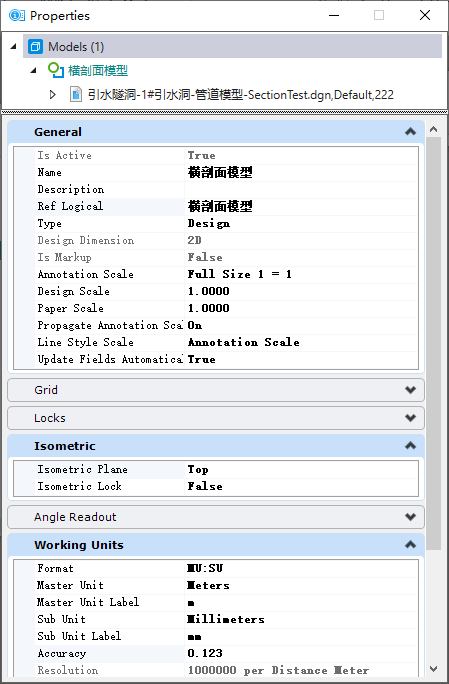 Properties
Models (1)
横剖面模型
引水隧洞-1#引水洞-管道模型-SectionTest.dgn,Default,222
General
Is Active True
Name 横剖面模型
Description
Ref Logical 横剖面模型
Type Design
Design Dimension 2D
Is Markup False
Annotation Scale Full Size 1 = 1
Design Scale 1.0000
Paper Scale 1.0000
Propagate Annotation Scal On
Line Style Scale Annotation Scale
Update Fields Automatical True
Grid
Locks
Isometric
Isometric Plane Top
Isometric Lock False
Angle Readout
Working Units
Format MU:SU
Master Unit Meters
Master Unit Label m
Sub Unit Millimeters
Sub Unit Label mm
Accuracy 0.123
Resolution 1000000 per Distance Meter